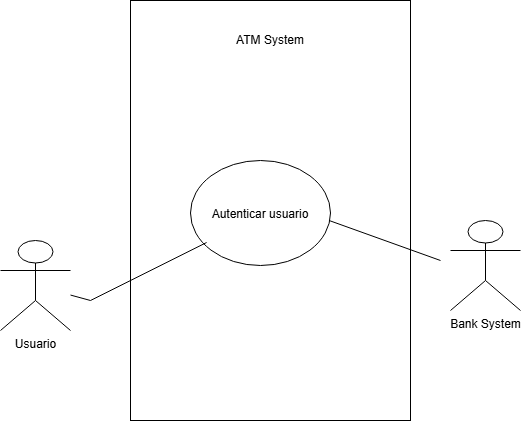 ATM System
Autenticar usuario
Usuario
Bank System